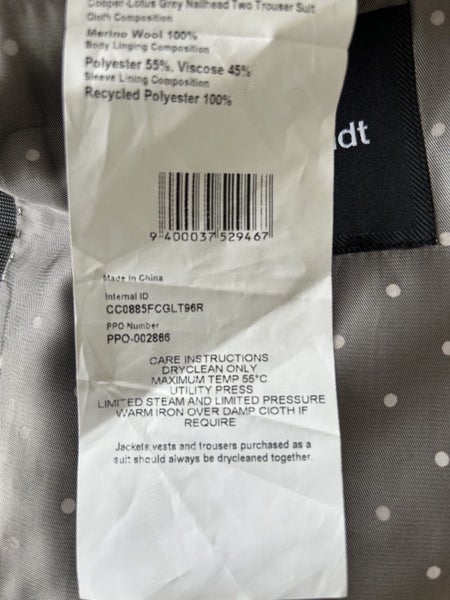 Cooper-Lotus Grey Nailhead Two Trouser Suit
Cloth Composition
Merino Wool 100%
Body Linging Composition
Polyester 55%, Viscose 45%
Sleeve Lining Composition
Recycled Polyester 100%
dt
9 400037 529467
Made in China
Internal ID
CC0885FCGLT96R
PPO Number
PPO-002866
CARE INSTRUCTIONS
DRYCLEAN ONLY
MAXIMUM TEMP 55°C
UTILITY PRESS
LIMITED STEAM AND LIMITED PRESSURE
WARM IRON OVER DAMP CIOTH IF
REQUIRE
Jackets,vests and trousers purchased as a
suit should always be drycleaned together.